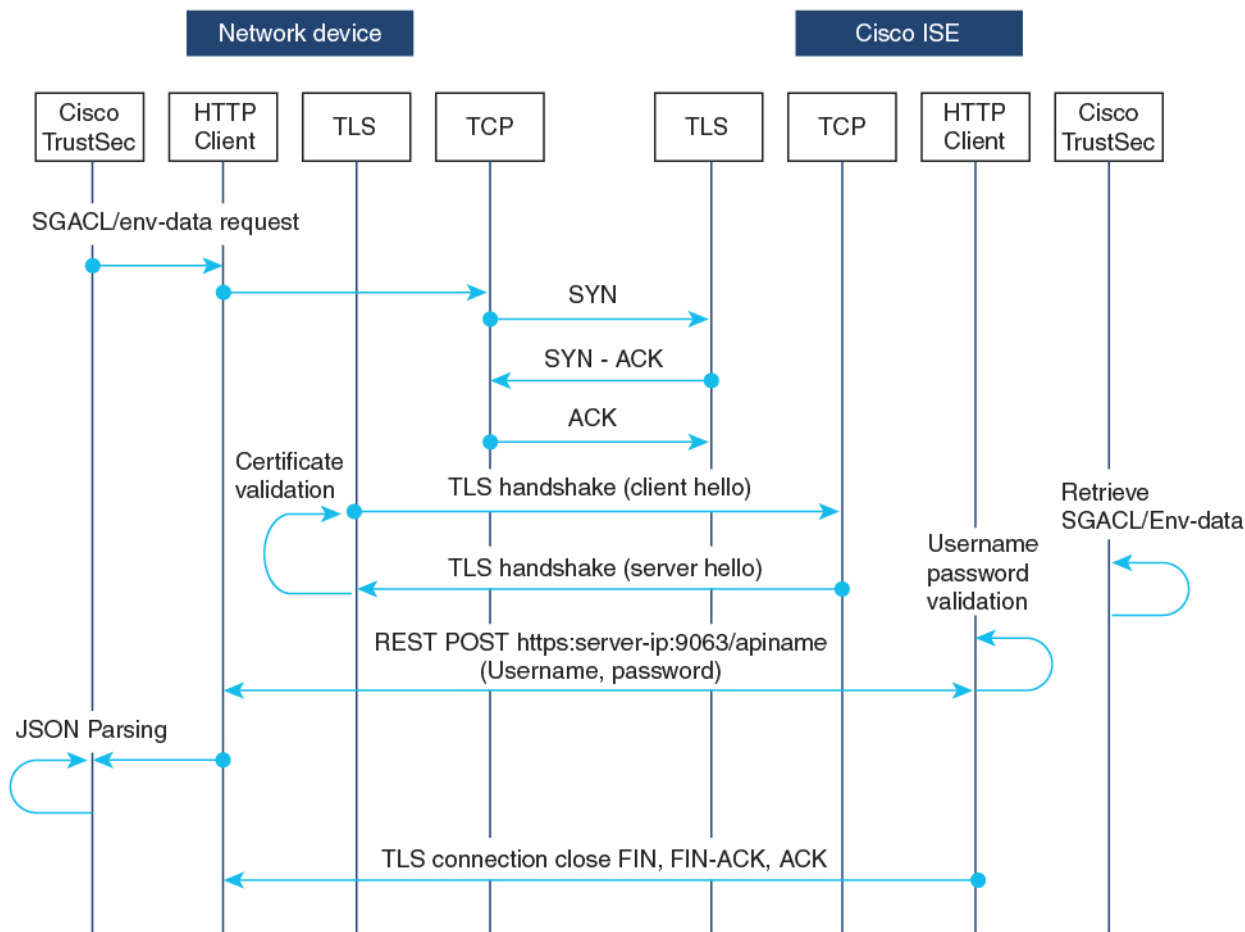 Network device
Cisco ISE
Cisco
TrustSec
HTTP
Client
TLS
TCP
TLS
TCP
HTTP
Client
Cisco
TrustSec
SGACL/env-data request
SYN
SYN - ACK
ACK
Certificate
validation
TLS handshake (client hello)
Retrieve
SGACL/Env-data
Username
password
validation
TLS handshake (server hello)
REST POST https:server-ip:9063/apiname
(Username, password)
JSON Parsing
TLS connection close FIN, FIN-ACK, ACK